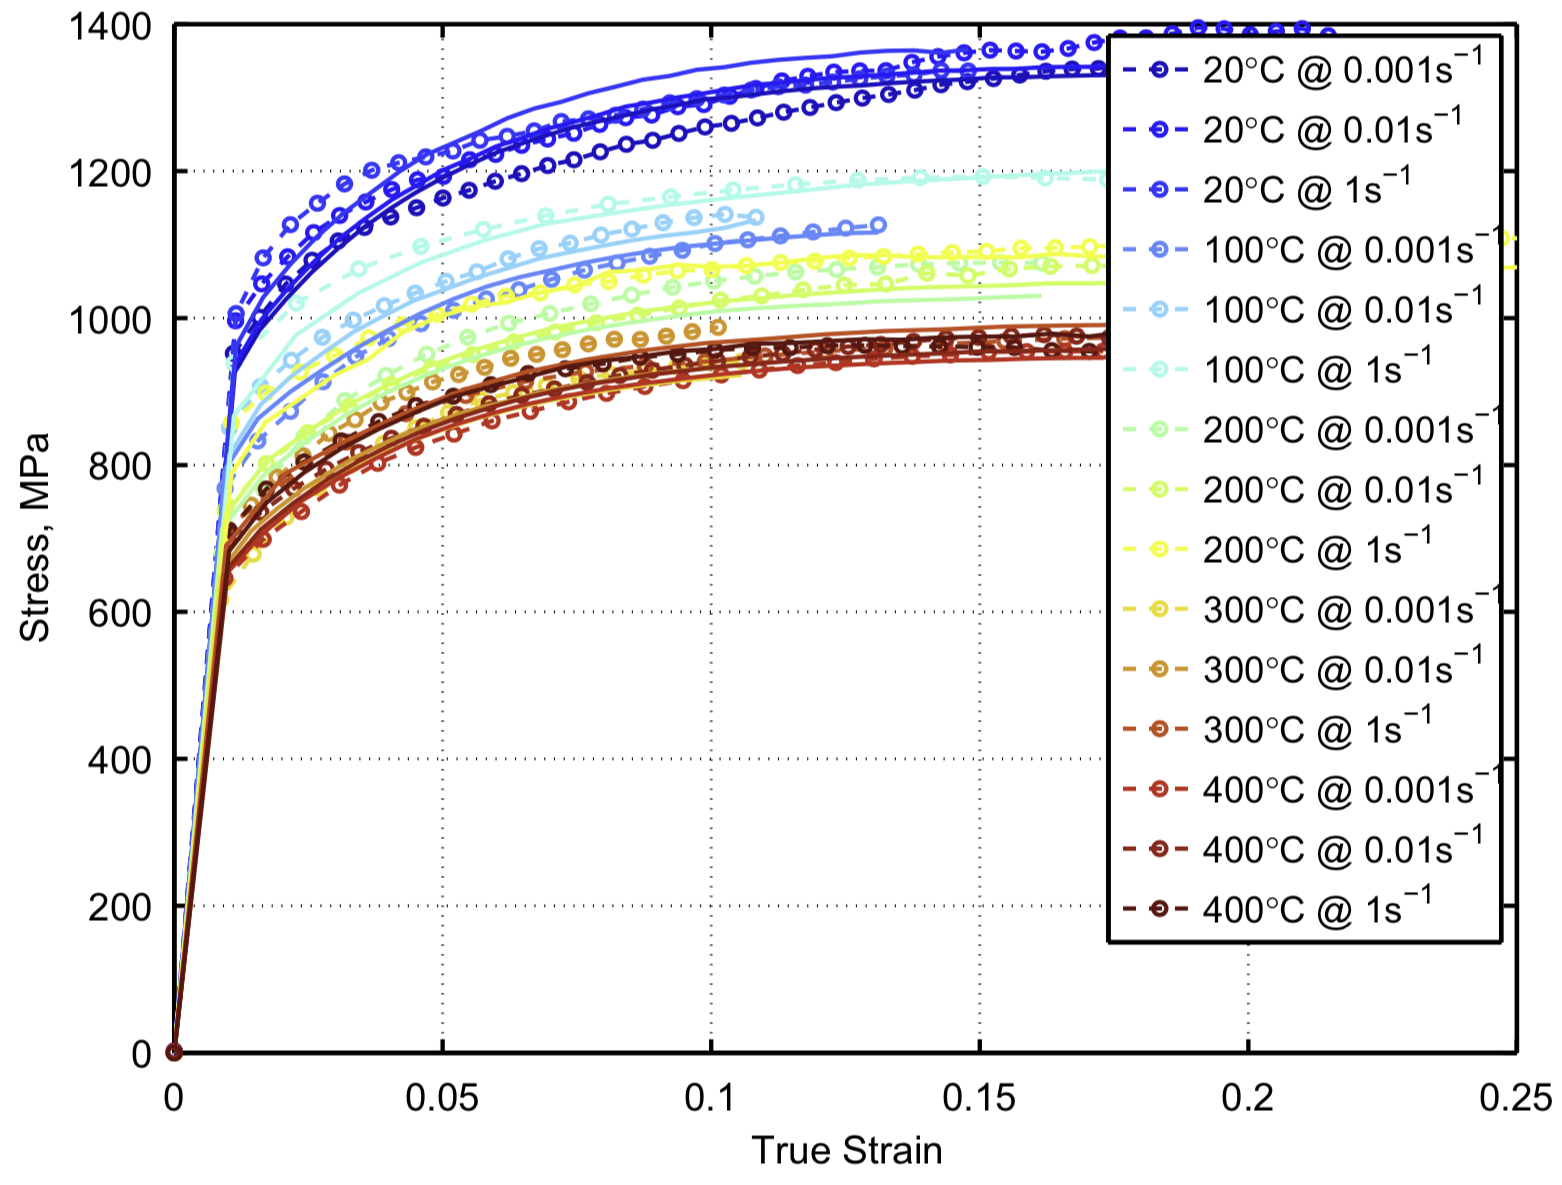 1400
1200
1000
800
600
400
200
0
Stress, MPa
0 0.05 0.1 0.15 0.2 0.25
True Strain
20°C @ 0.001s⁻¹
20°C @ 0.01s⁻¹
20°C @ 1s⁻¹
100°C @ 0.001s⁻¹
100°C @ 0.01s⁻¹
100°C @ 1s⁻¹
200°C @ 0.001s⁻¹
200°C @ 0.01s⁻¹
200°C @ 1s⁻¹
300°C @ 0.001s⁻¹
300°C @ 0.01s⁻¹
300°C @ 1s⁻¹
400°C @ 0.001s⁻¹
400°C @ 0.01s⁻¹
400°C @ 1s⁻¹